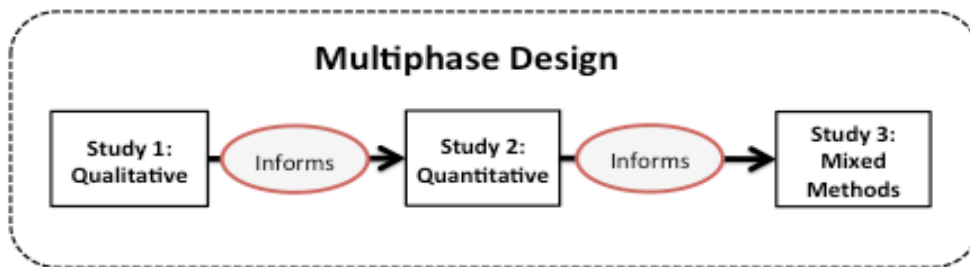 Multiphase Design
Study 1:
Qualitative
Informs
Study 2:
Quantitative
Informs
Study 3:
Mixed
Methods